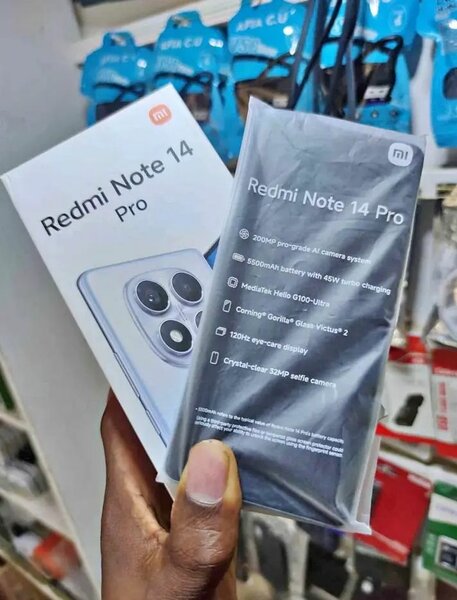 Redmi Note 14
Pro
mi
mi
Redmi Note 14 Pro
200MP pro-grade AI camera system
5500mAh battery with 45W turbo charging
MediaTek Helio G100-Ultra
Corning® Gorilla® Glass Victus® 2
120Hz eye-care display
Crystal-clear 32MP selfie camera